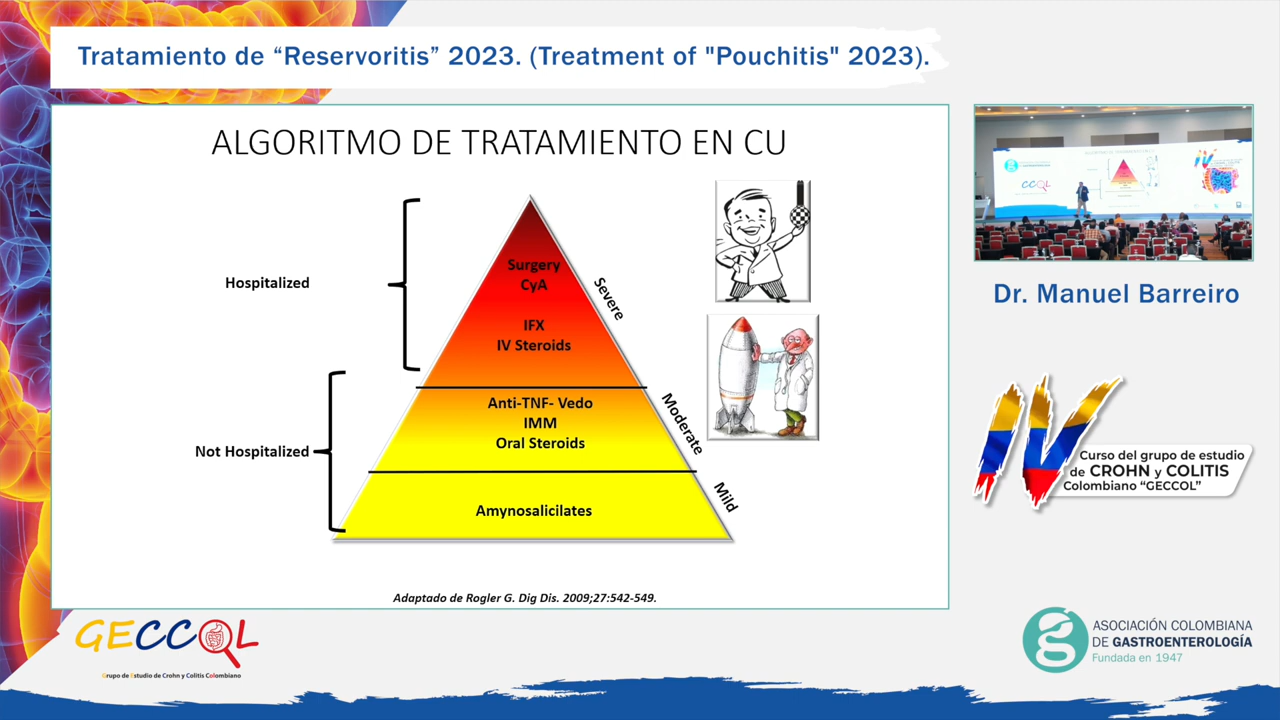 Tratamiento de “Reservoritis” 2023. (Treatment of "Pouchitis" 2023).
ALGORITMO DE TRATAMIENTO EN CU
Hospitalized
Surgery
CyA
IFX
IV Steroids
Severe
Not Hospitalized
Anti-TNF- Vedo
IMM
Oral Steroids
Moderate
Amynosalicilates
Mild
Adaptado de Rogler G. Dig Dis. 2009;27:542-549.
CCQL
IV
Dr. Manuel Barreiro
IV
Curso del grupo de estudio
de CROHN y COLITIS
Colombiano “GECCOL”
GECCOL
Grupo de Estudio de Crohn y Colitis Colombiano
ASOCIACIÓN COLOMBIANA
DE GASTROENTEROLOGÍA
Fundada en 1947